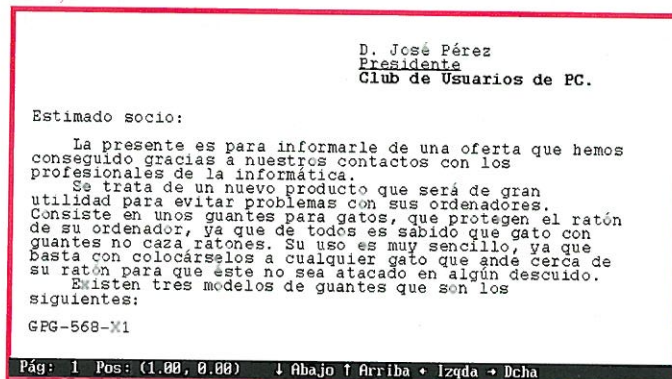 D. José Pérez
Presidente
Club de Usuarios de PC.
Estimado socio:
La presente es para informarle de una oferta que hemos
conseguido gracias a nuestros contactos con los
profesionales de la informática.
Se trata de un nuevo producto que será de gran
utilidad para evitar problemas con sus ordenadores.
Consiste en unos guantes para gatos, que protegen el ratón
de su ordenador, ya que de todos es sabido que gato con
guantes no caza ratones. Su uso es muy sencillo, ya que
basta con colocárselos a cualquier gato que ande cerca de
su ratón para que éste no sea atacado en algún descuido.
Existen tres modelos de guantes que son los
siguientes:
GPG-568-X1
Pág: 1 Pos: (1.00, 0.00) ↓ Abajo ↑ Arriba ← Izqda → Dcha